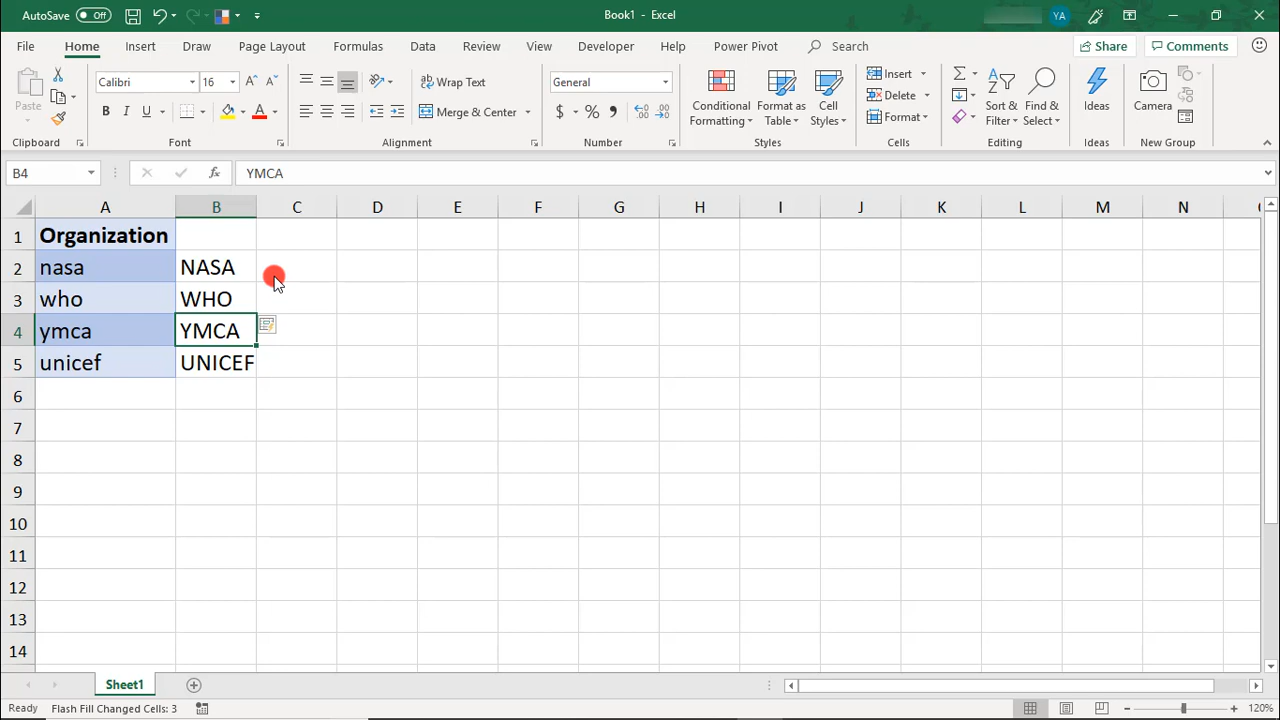 AutoSave Off Book1 - Excel YA
File Home Insert Draw Page Layout Formulas Data Review View Developer Help Power Pivot Search Share Comments
Paste Calibri 16 Wrap Text General Conditional Formatting Format as Table Cell Styles Insert Sort & Filter Find & Select Ideas Camera
B I U Merge & Center $ % Delete
Format
Clipboard Font Alignment Number Styles Cells Editing Ideas New Group
B4 fx YMCA
A B C D E F G H I J K L M N
1 Organization
2 nasa NASA
3 who WHO
4 ymca YMCA
5 unicef UNICEF
6
7
8
9
10
11
12
13
14
Sheet1
Ready Flash Fill Changed Cells: 3 120%